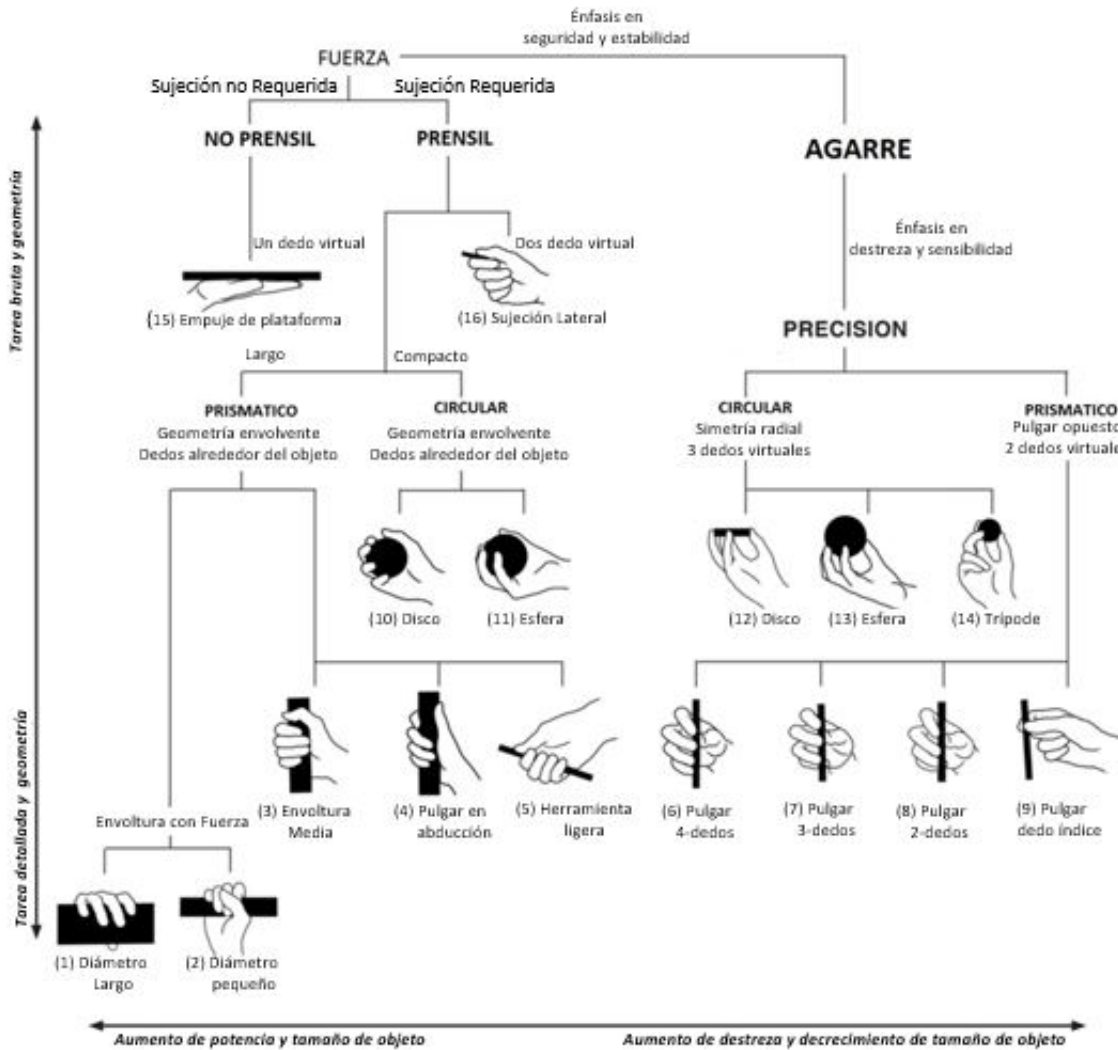 Énfasis en
seguridad y estabilidad
FUERZA
Sujeción no Requerida
Sujeción Requerida
NO PRENSIL
PRENSIL
AGARRE
Un dedo virtual
Dos dedo virtual
Énfasis en
destreza y sensibilidad
(15) Empuje de plataforma
(16) Sujeción Lateral
PRECISION
Largo
Compacto
PRISMATICO
Geometría envolvente
Dedos alrededor del objeto
CIRCULAR
Geometría envolvente
Dedos alrededor del objeto
CIRCULAR
Simetría radial
3 dedos virtuales
PRISMATICO
Pulgar opuesto
2 dedos virtuale
(10) Disco
(11) Esfera
(12) Disco
(13) Esfera
(14) Trípode
(3) Envoltura
Media
(4) Pulgar en
abducción
(5) Herramienta
ligera
(6) Pulgar
4-dedos
(7) Pulgar
3-dedos
(8) Pulgar
2-dedos
(9) Pulgar
dedo índice
Envoltura con Fuerza
(1) Diámetro
Largo
(2) Diámetro
pequeño
Tarea bruta y geometría
Tarea detallada y geometría
Aumento de potencia y tamaño de objeto
Aumento de destreza y decrecimiento de tamaño de objeto